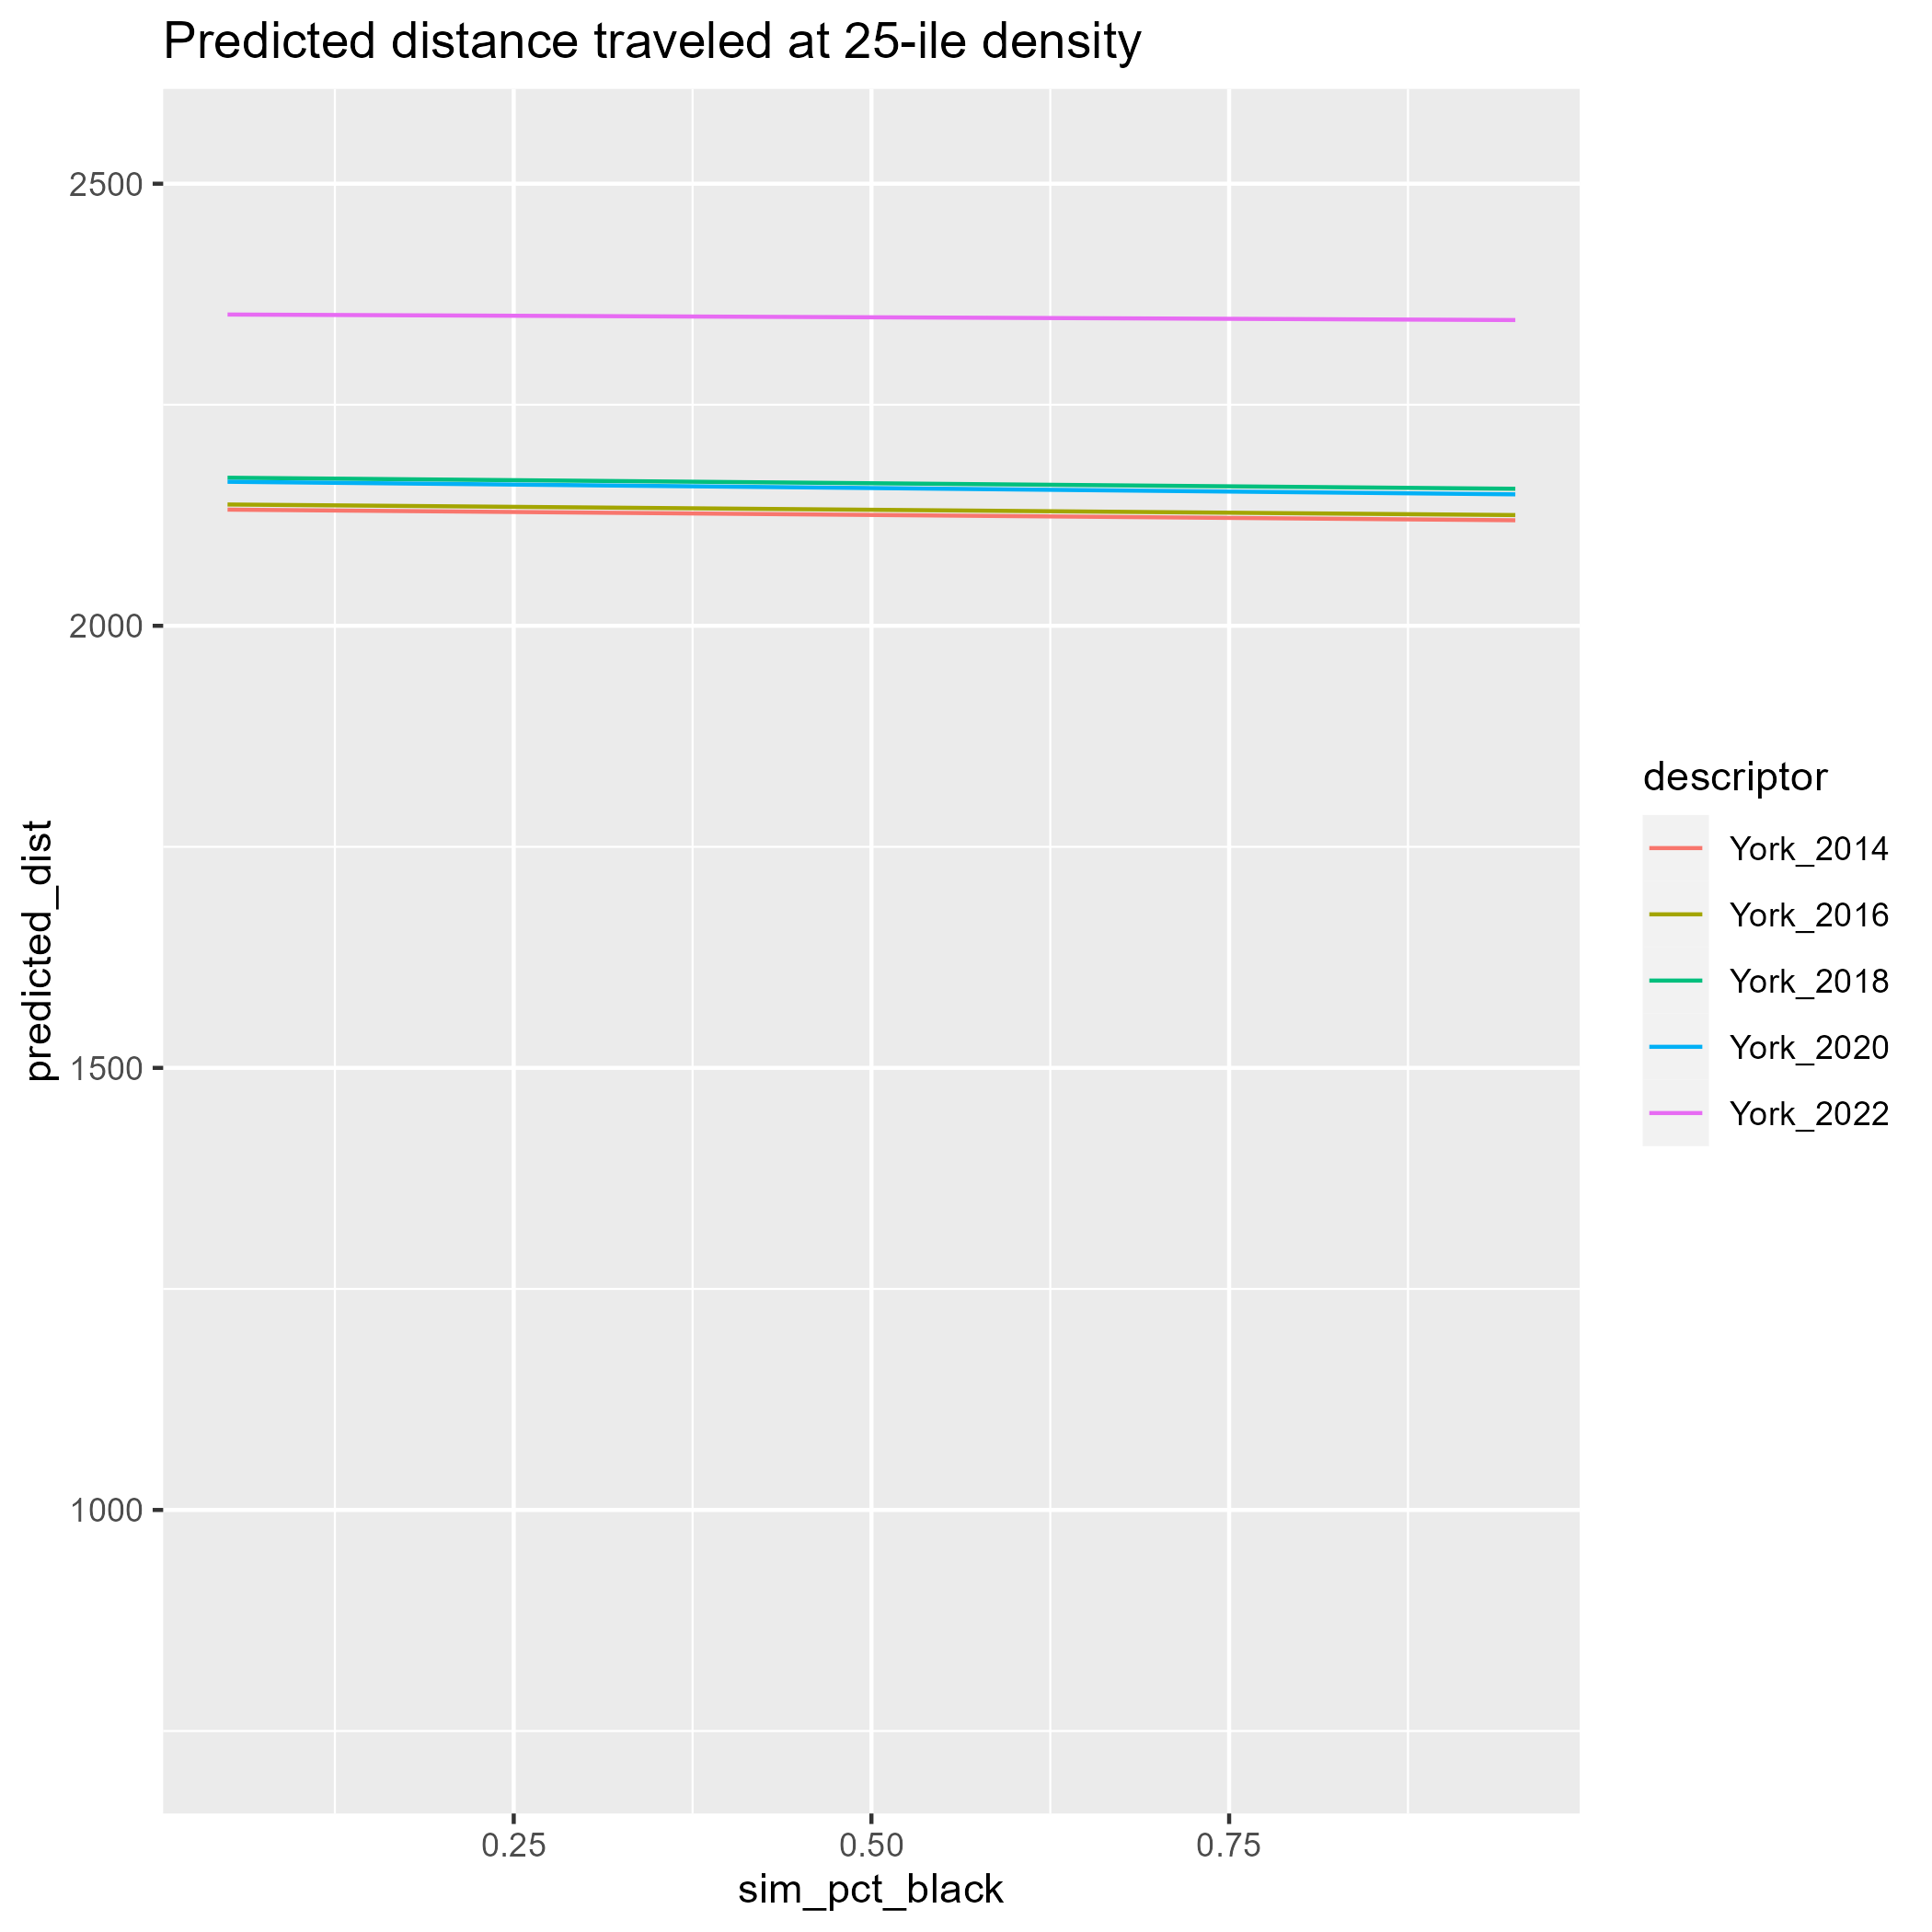 Predicted distance traveled at 25-ile density
predicted_dist
2500
2000
1500
1000
0.25
0.50
0.75
sim_pct_black
descriptor
York_2014
York_2016
York_2018
York_2020
York_2022